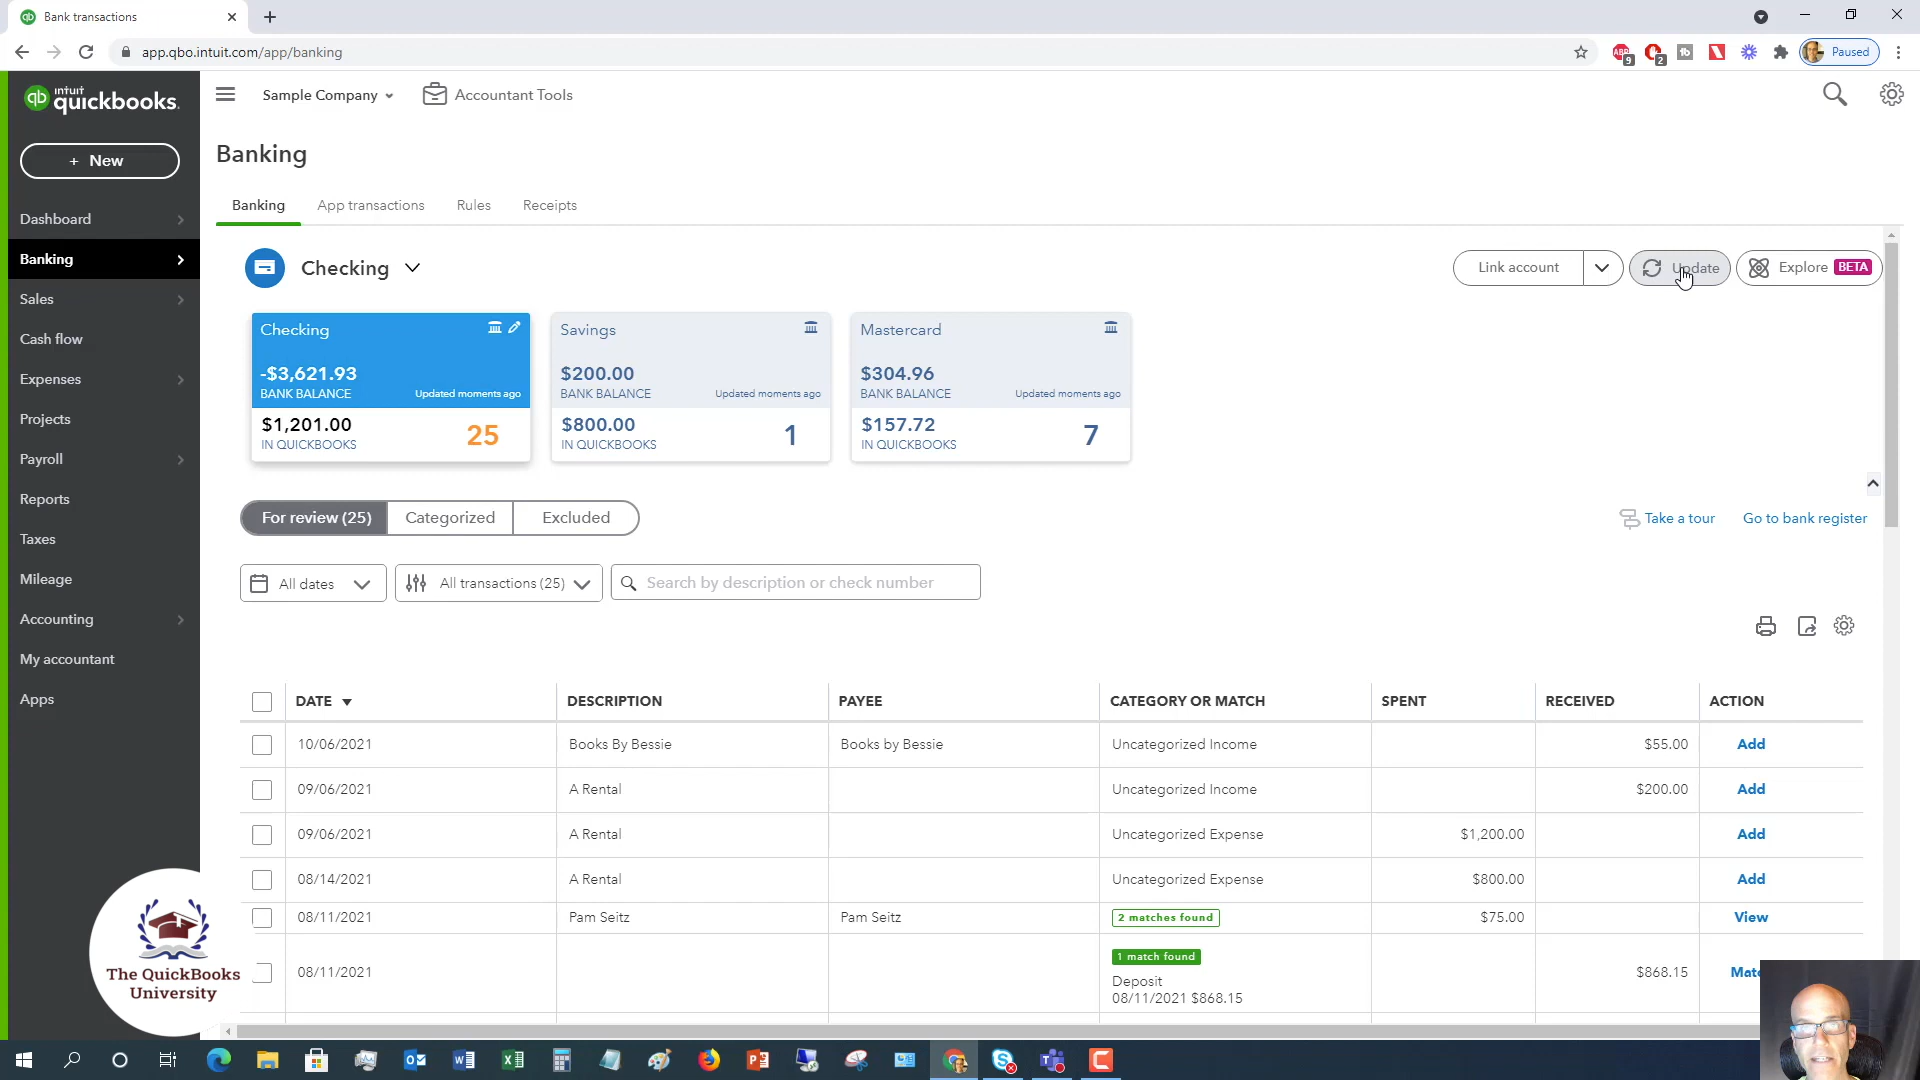 Bank transactions
app.qbo.intuit.com/app/banking
ABP
9
2
tb
Paused
intuit
quickbooks.
Sample Company
Accountant Tools
+ New
Banking
Dashboard
Banking
Sales
Cash flow
Expenses
Projects
Payroll
Reports
Taxes
Mileage
Accounting
My accountant
Apps
Banking
App transactions
Rules
Receipts
Checking
Link account
Update
Explore BETA
Checking
-$3,621.93
BANK BALANCE
Updated moments ago
$1,201.00
IN QUICKBOOKS
25
Savings
$200.00
BANK BALANCE
Updated moments ago
$800.00
IN QUICKBOOKS
1
Mastercard
$304.96
BANK BALANCE
Updated moments ago
$157.72
IN QUICKBOOKS
7
For review (25)
Categorized
Excluded
Take a tour
Go to bank register
All dates
All transactions (25)
Search by description or check number
DATE DESCRIPTION PAYEE CATEGORY OR MATCH SPENT RECEIVED ACTION
10/06/2021 Books By Bessie Books by Bessie Uncategorized Income $55.00 Add
09/06/2021 A Rental Uncategorized Income $200.00 Add
09/06/2021 A Rental Uncategorized Expense $1,200.00 Add
08/14/2021 A Rental Uncategorized Expense $800.00 Add
08/11/2021 Pam Seitz Pam Seitz 2 matches found $75.00 View
1 match found
08/11/2021 Deposit $868.15
08/11/2021 $868.15
The QuickBooks
University